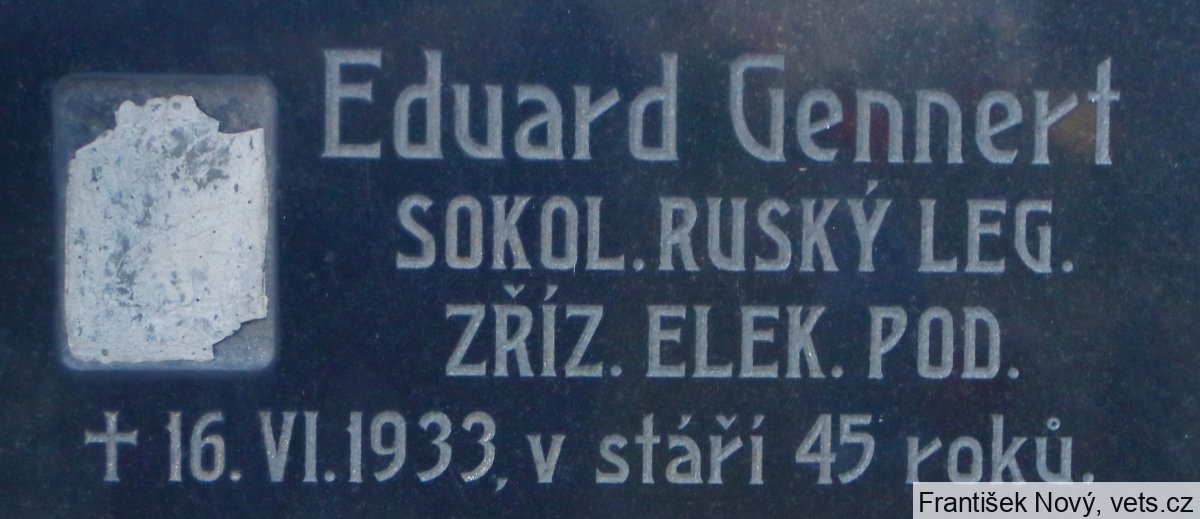 Eduard Gennert
SOKOL. RUSKÝ LEG.
ZŘÍZ. ELEK. POD.
✝ 16. VI. 1933, v stáří 45 roků.
František Nový, vets.cz